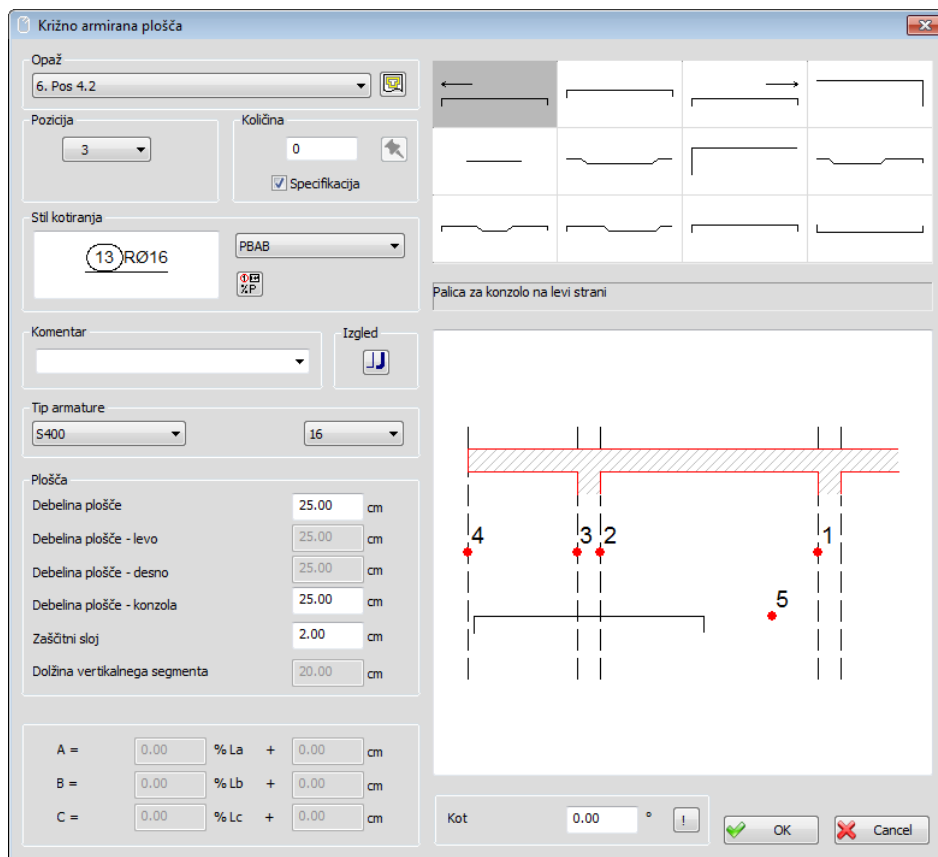 Križno armirana plošča
Opaž
6. Pos 4.2
Pozicija
3
Količina
0
Specifikacija
Stil kotiranja
13 RØ16
PBAB
Komentar
Izgled
Tip armature
S400
16
Plošča
Debelina plošče 25.00 cm
Debelina plošče - levo 25.00 cm
Debelina plošče - desno 25.00 cm
Debelina plošče - konzola 25.00 cm
Zaščitni sloj 2.00 cm
Dolžina vertikalnega segmenta 20.00 cm
A = 0.00 % La + 0.00 cm
B = 0.00 % Lb + 0.00 cm
C = 0.00 % Lc + 0.00 cm
Palica za konzolo na levi strani
4 3 2 1
5
Kot 0.00 ° !
OK
Cancel